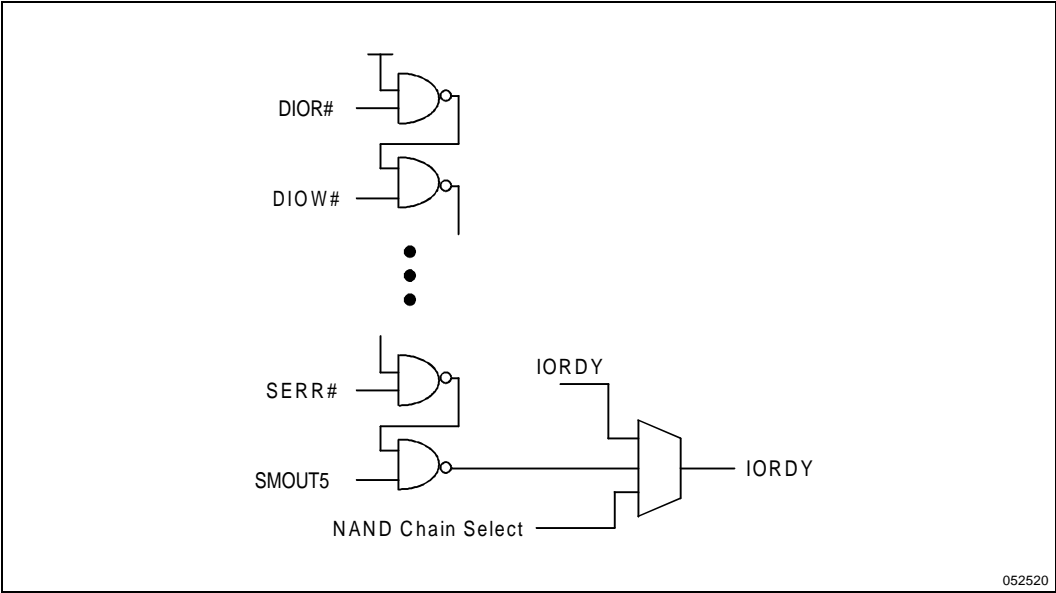 DIOR#
DIOW#
IORDY
SERR#
IORDY
SMOUT5
NAND Chain Select
052520